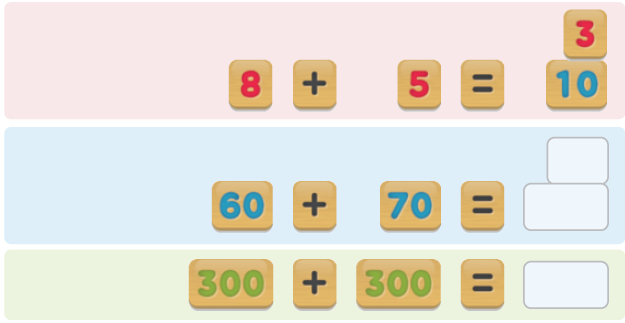 3
8 + 5 = 10
60 + 70 =
300 + 300 =